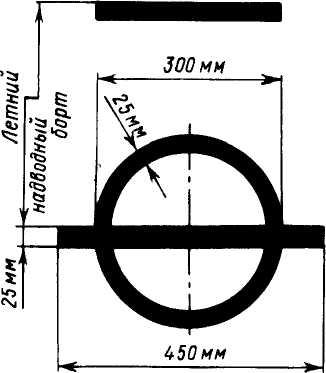 300 мм
25 мм
Летний
надводный
борт
25 мм
450 мм